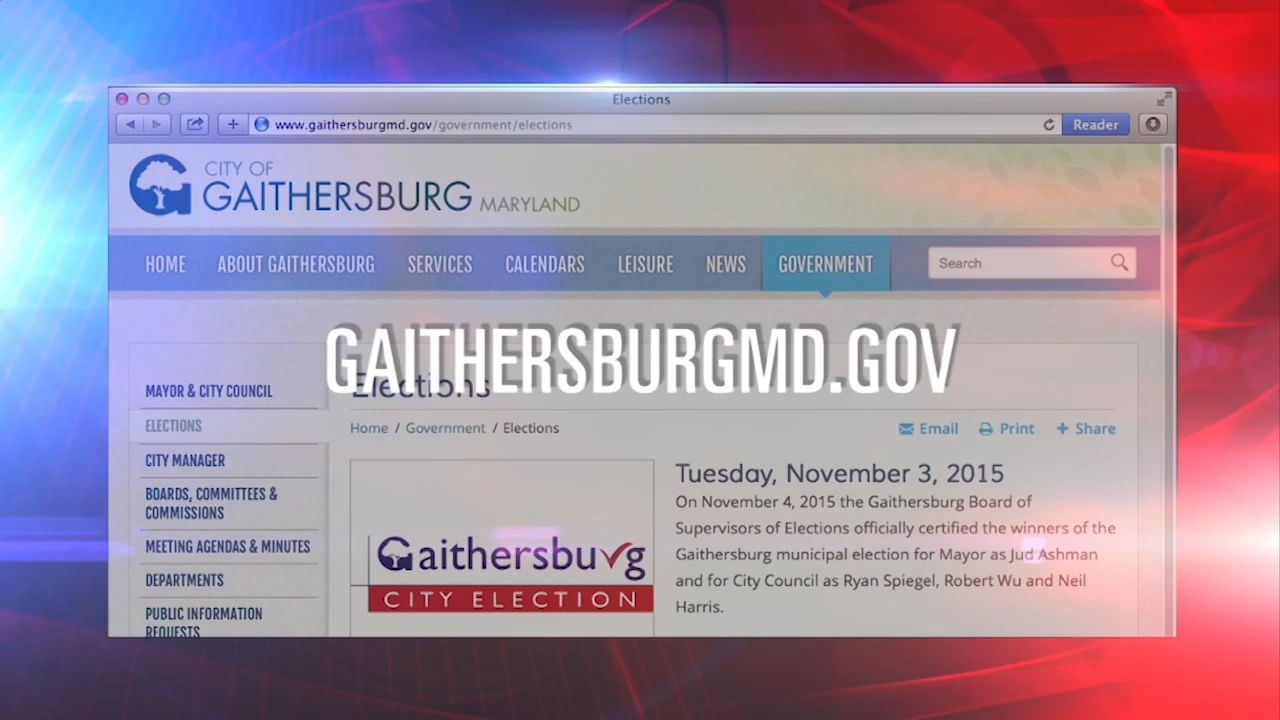 Elections
www.gaithersburgmd.gov/government/elections
Reader
CITY OF
GAITHERSBURG MARYLAND
HOME ABOUT GAITHERSBURG SERVICES CALENDARS LEISURE NEWS GOVERNMENT Search
GAITHERSBURGMD.GOV
Elections
MAYOR & CITY COUNCIL
ELECTIONS
CITY MANAGER
BOARDS, COMMITTEES &
COMMISSIONS
MEETING AGENDAS & MINUTES
DEPARTMENTS
PUBLIC INFORMATION
REQUESTS
Home / Government / Elections
Email Print + Share
Gaithersburg
CITY ELECTION
Tuesday, November 3, 2015
On November 4, 2015 the Gaithersburg Board of
Supervisors of Elections officially certified the winners of the
Gaithersburg municipal election for Mayor as Jud Ashman
and for City Council as Ryan Spiegel, Robert Wu and Neil
Harris.